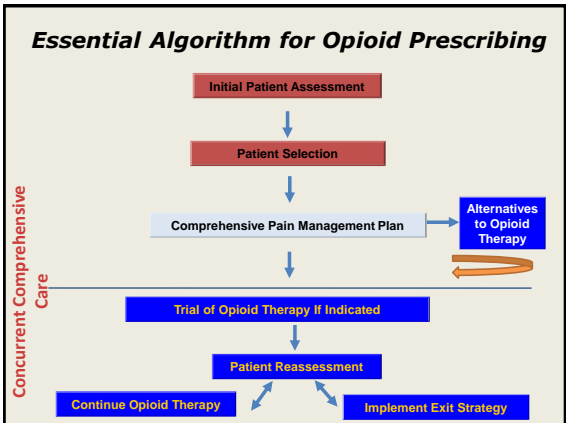 Essential Algorithm for Opioid Prescribing
Initial Patient Assessment
Patient Selection
Comprehensive Pain Management Plan
Alternatives
to Opioid
Therapy
Concurrent Comprehensive
Care
Trial of Opioid Therapy If Indicated
Patient Reassessment
Continue Opioid Therapy
Implement Exit Strategy